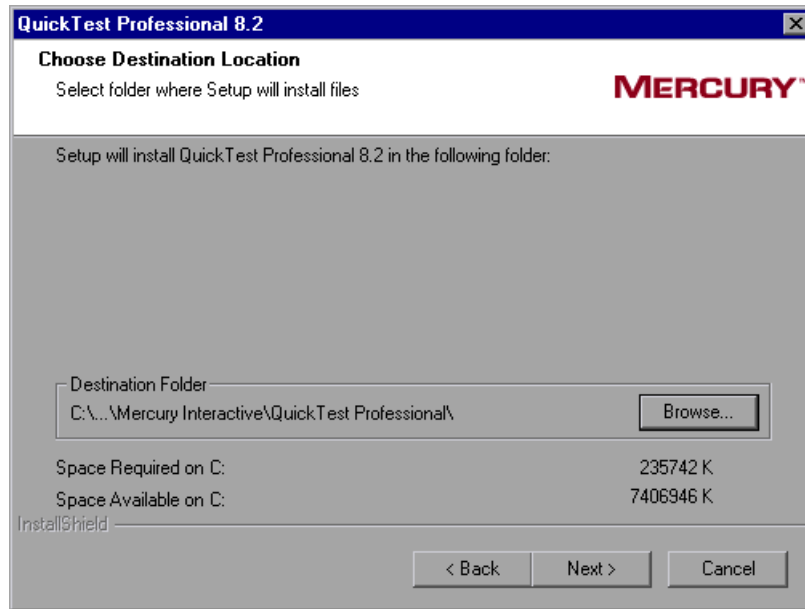 QuickTest Professional 8.2
Choose Destination Location
Select folder where Setup will install files
MERCURY™
Setup will install QuickTest Professional 8.2 in the following folder:
Destination Folder
C:\...\Mercury Interactive\QuickTest Professional\
Browse...
Space Required on C: 235742 K
Space Available on C: 7406946 K
InstallShield
< Back Next > Cancel